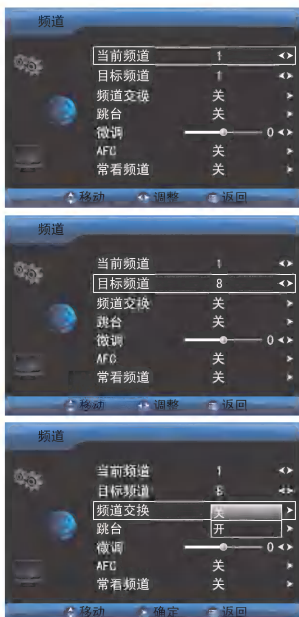 频道
当前频道 1
目标频道 1
频道交换 关
跳台 关
微调 0
AFC 关
常看频道 关
移动 调整 返回
频道
当前频道 1
目标频道 8
频道交换 关
跳台 关
微调 0
AFC 关
常看频道 关
移动 调整 返回
频道
当前频道 1
目标频道 8
频道交换 关
跳台 开
微调 0
AFC 关
常看频道 关
移动 确定 返回